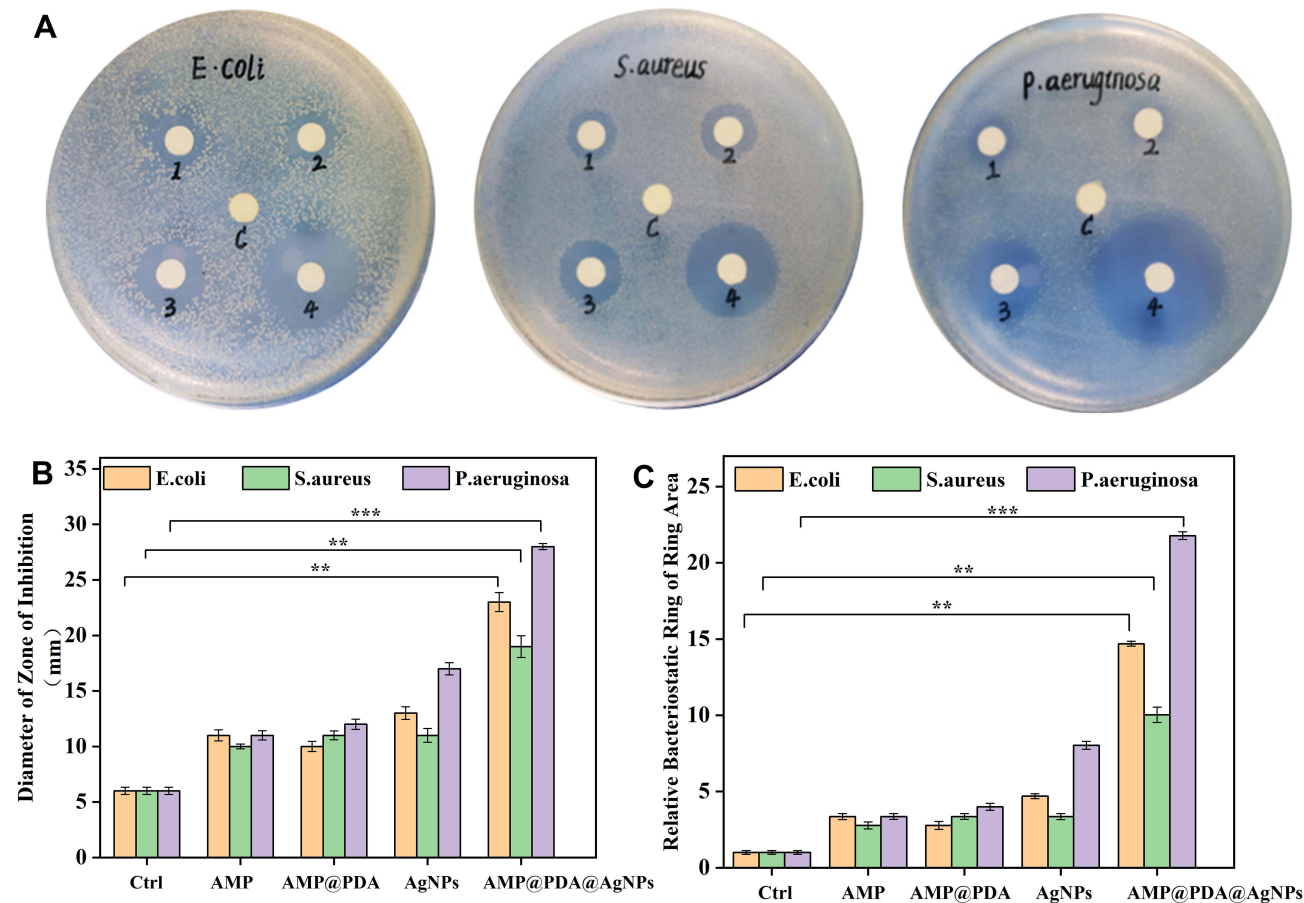 A
E.coli
1
2
C
3
4
S.aureus
1
2
C
3
4
p.aeruginosa
1
2
C
3
4
B
Diameter of Zone of Inhibition
（mm）
35
30
25
20
15
10
5
0
E.coli
S.aureus
P.aeruginosa
***
**
**
Ctrl
AMP
AMP@PDA
AgNPs
AMP@PDA@AgNPs
C
Relative Bacteriostatic Ring of Ring Area
25
20
15
10
5
0
E.coli
S.aureus
P.aeruginosa
***
**
**
Ctrl
AMP
AMP@PDA
AgNPs
AMP@PDA@AgNPs